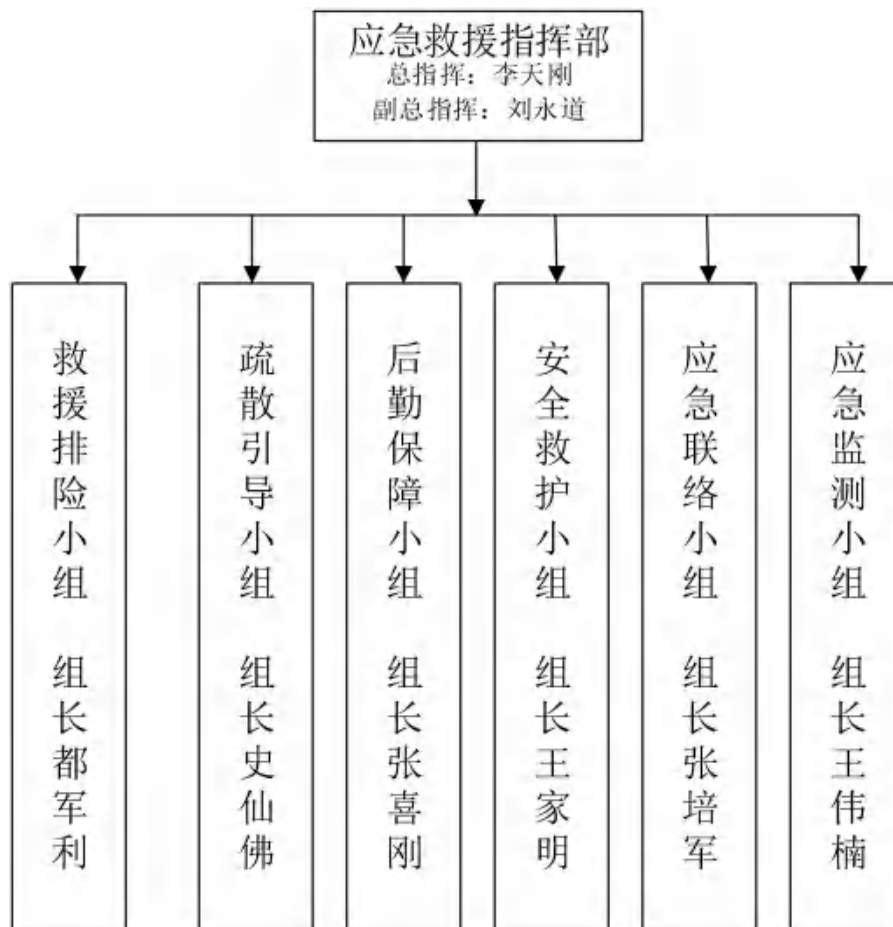 应急救援指挥部
总指挥：李天刚
副总指挥：刘永道
救援排险小组 组长都军利
疏散引导小组 组长史仙佛
后勤保障小组 组长张喜刚
安全救护小组 组长王家明
应急联络小组 组长张培军
应急监测小组 组长王伟楠